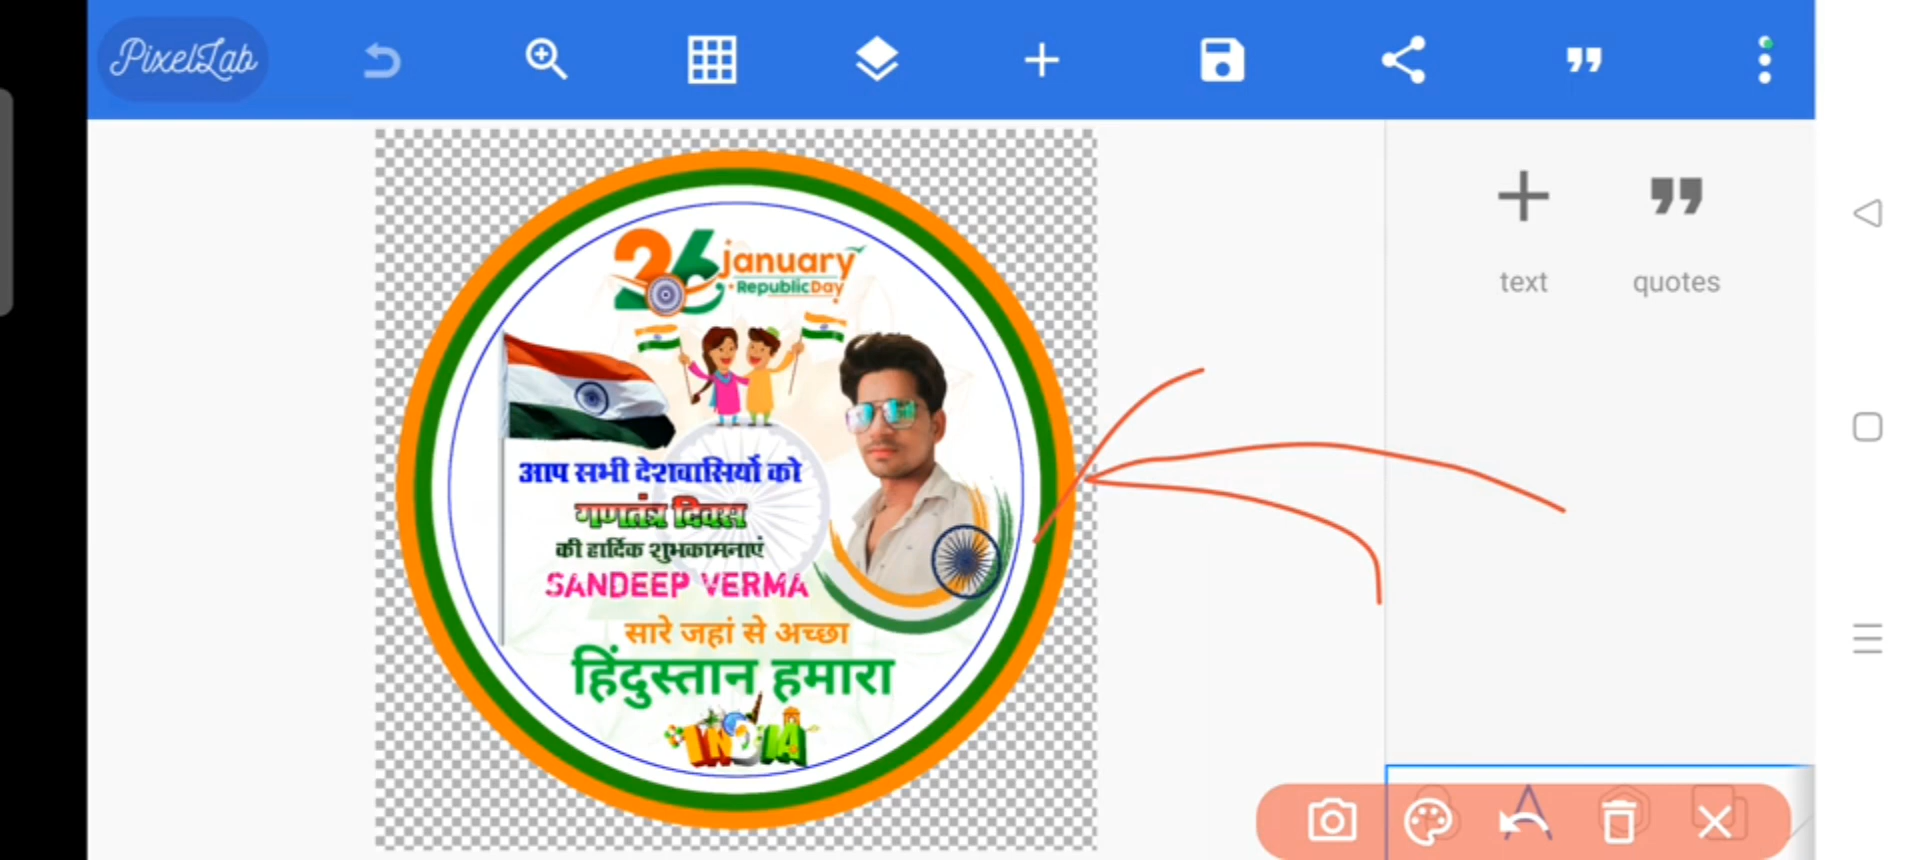 PixelLab
text
quotes
26 january
Republic Day
आप सभी देशवासियों को
गणतंत्र दिवस
की हार्दिक शुभकामनाएं
SANDEEP VERMA
सारे जहां से अच्छा
हिंदुस्तान हमारा
INDIA
A